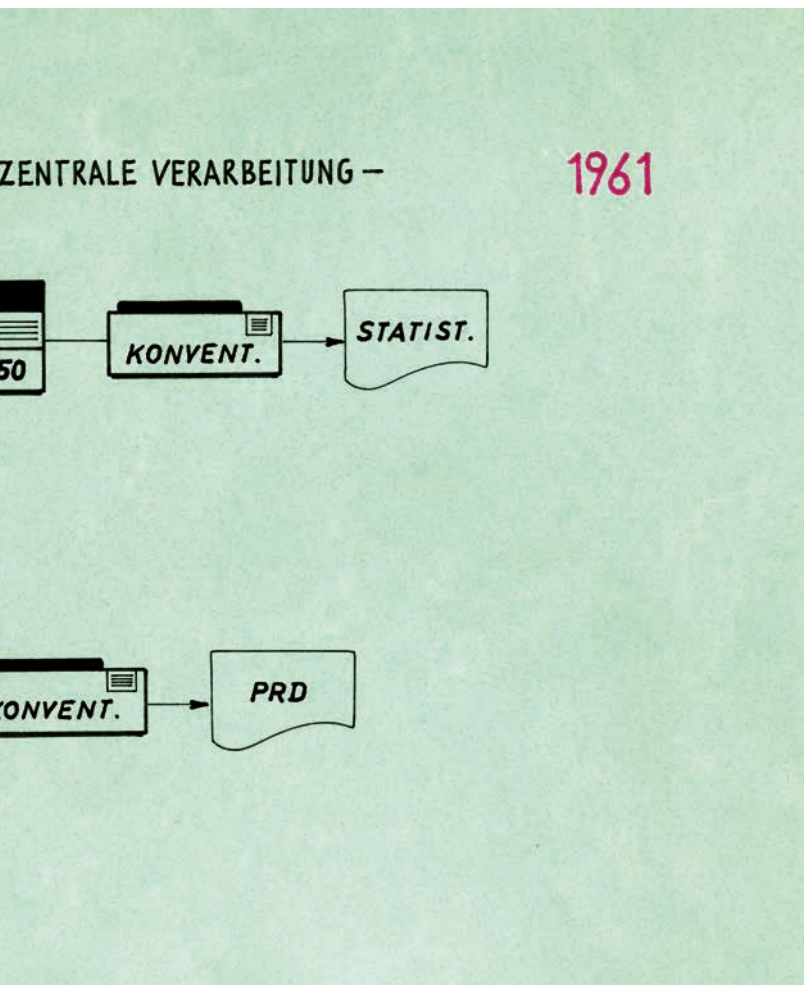 ZENTRALE VERARBEITUNG – 1961
50
KONVENT.
STATIST.
KONVENT.
PRD